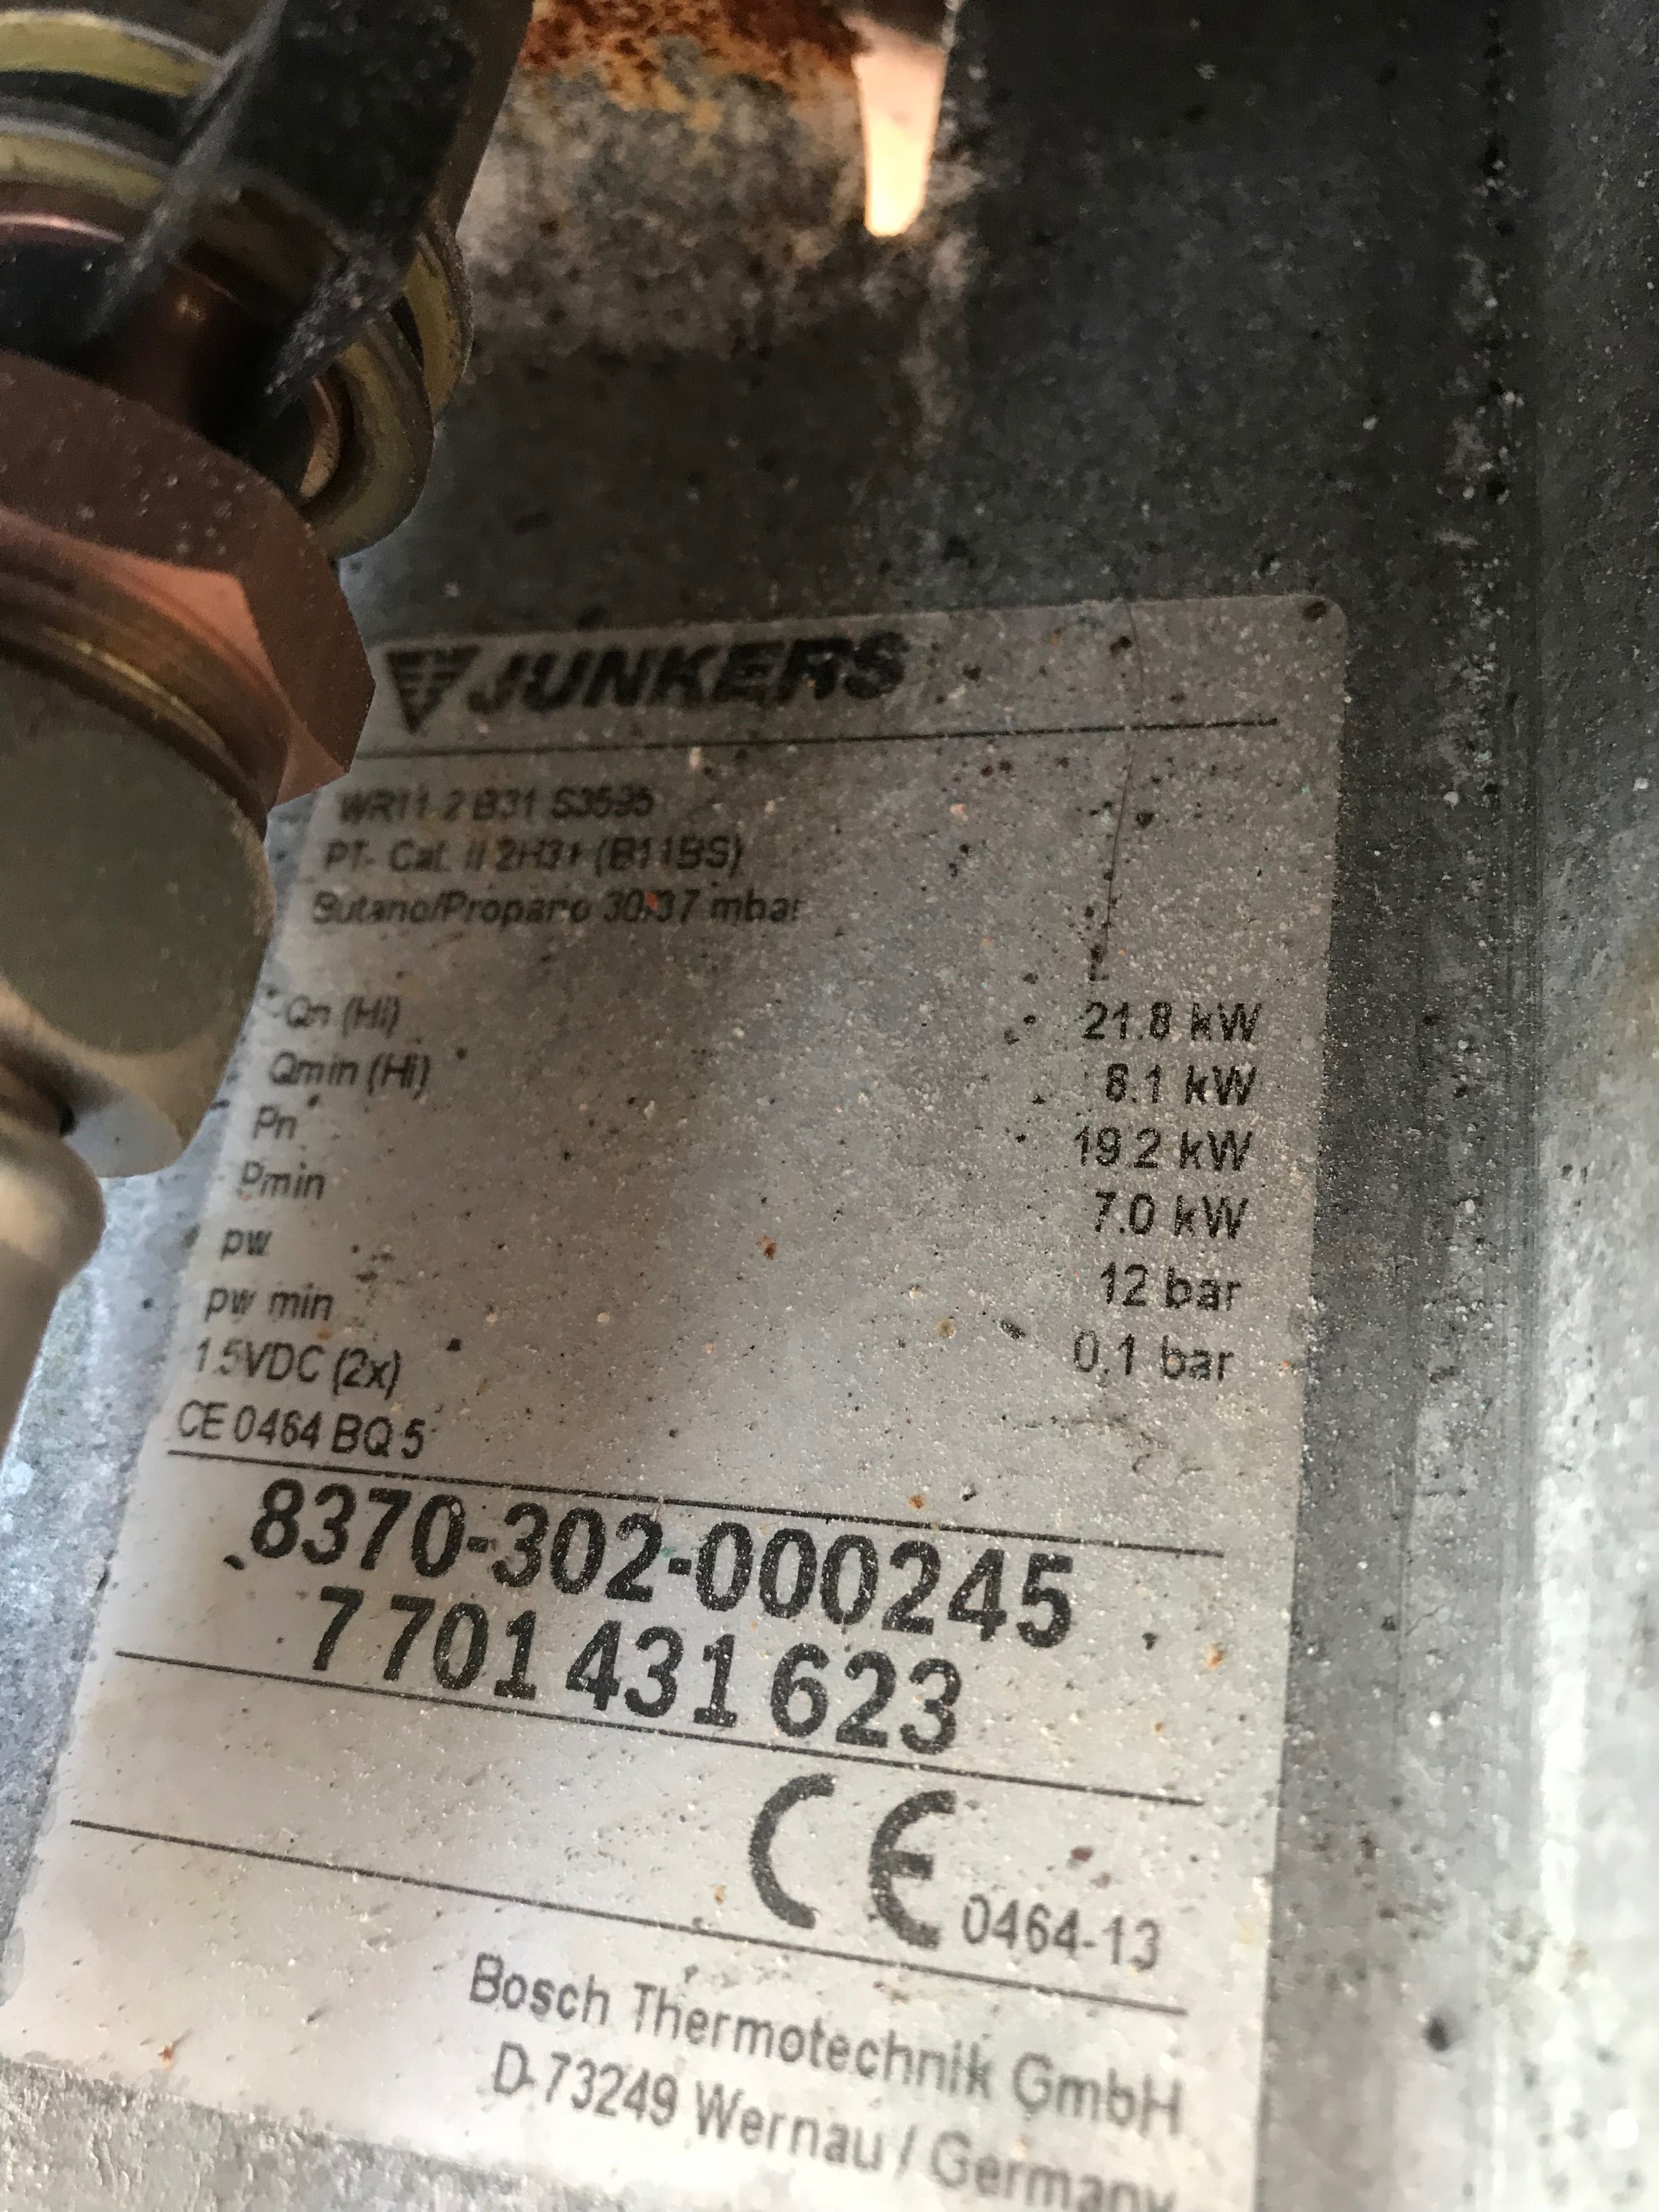 JUNKERS
WR11-2 B31 S3695
PT- Cat. II 2H3+ (B11BS)
Butano/Propano 30/37 mbar
Qn (Hi) 21.8 kW
Qmin (Hi) 8.1 kW
Pn 19.2 kW
Pmin 7.0 kW
pw 12 bar
pw min 0,1 bar
1.5VDC (2x)
CE 0464 BQ 5
8370-302-000245
7 701 431 623
CE 0464-13
Bosch Thermotechnik GmbH
D-73249 Wernau / Germany